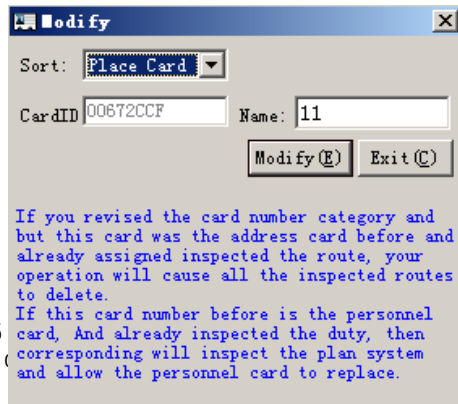 Modify
Sort: Place Card
CardID 00672CCF Name: 11
Modify(E) Exit(C)
If you revised the card number category and
but this card was the address card before and
already assigned inspected the route, your
operation will cause all the inspected routes
to delete.
If this card number before is the personnel
card, And already inspected the duty, then
corresponding will inspect the plan system
and allow the personnel card to replace.